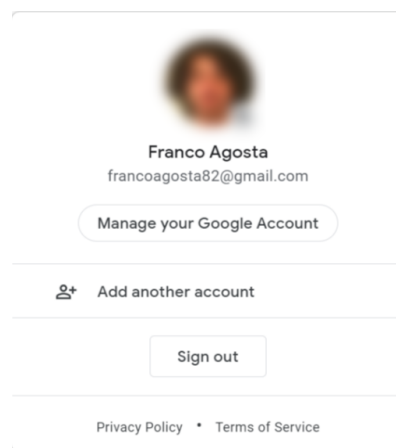 Franco Agosta
francoagosta82@gmail.com
Manage your Google Account
Add another account
Sign out
Privacy Policy • Terms of Service